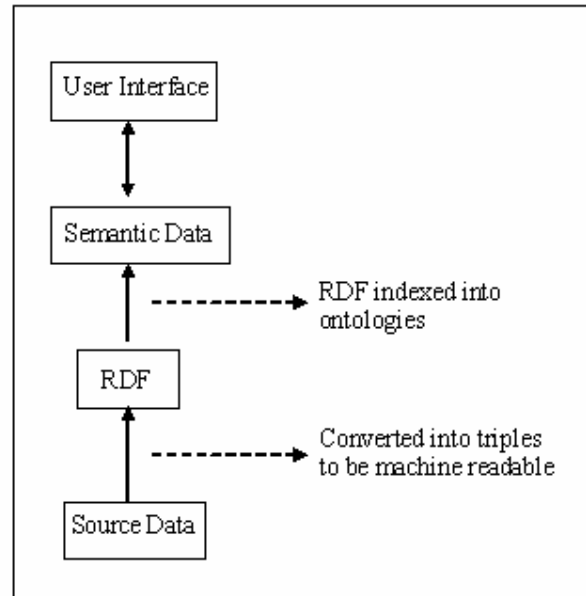 User Interface
Semantic Data
RDF indexed into
ontologies
RDF
Converted into triples
to be machine readable
Source Data